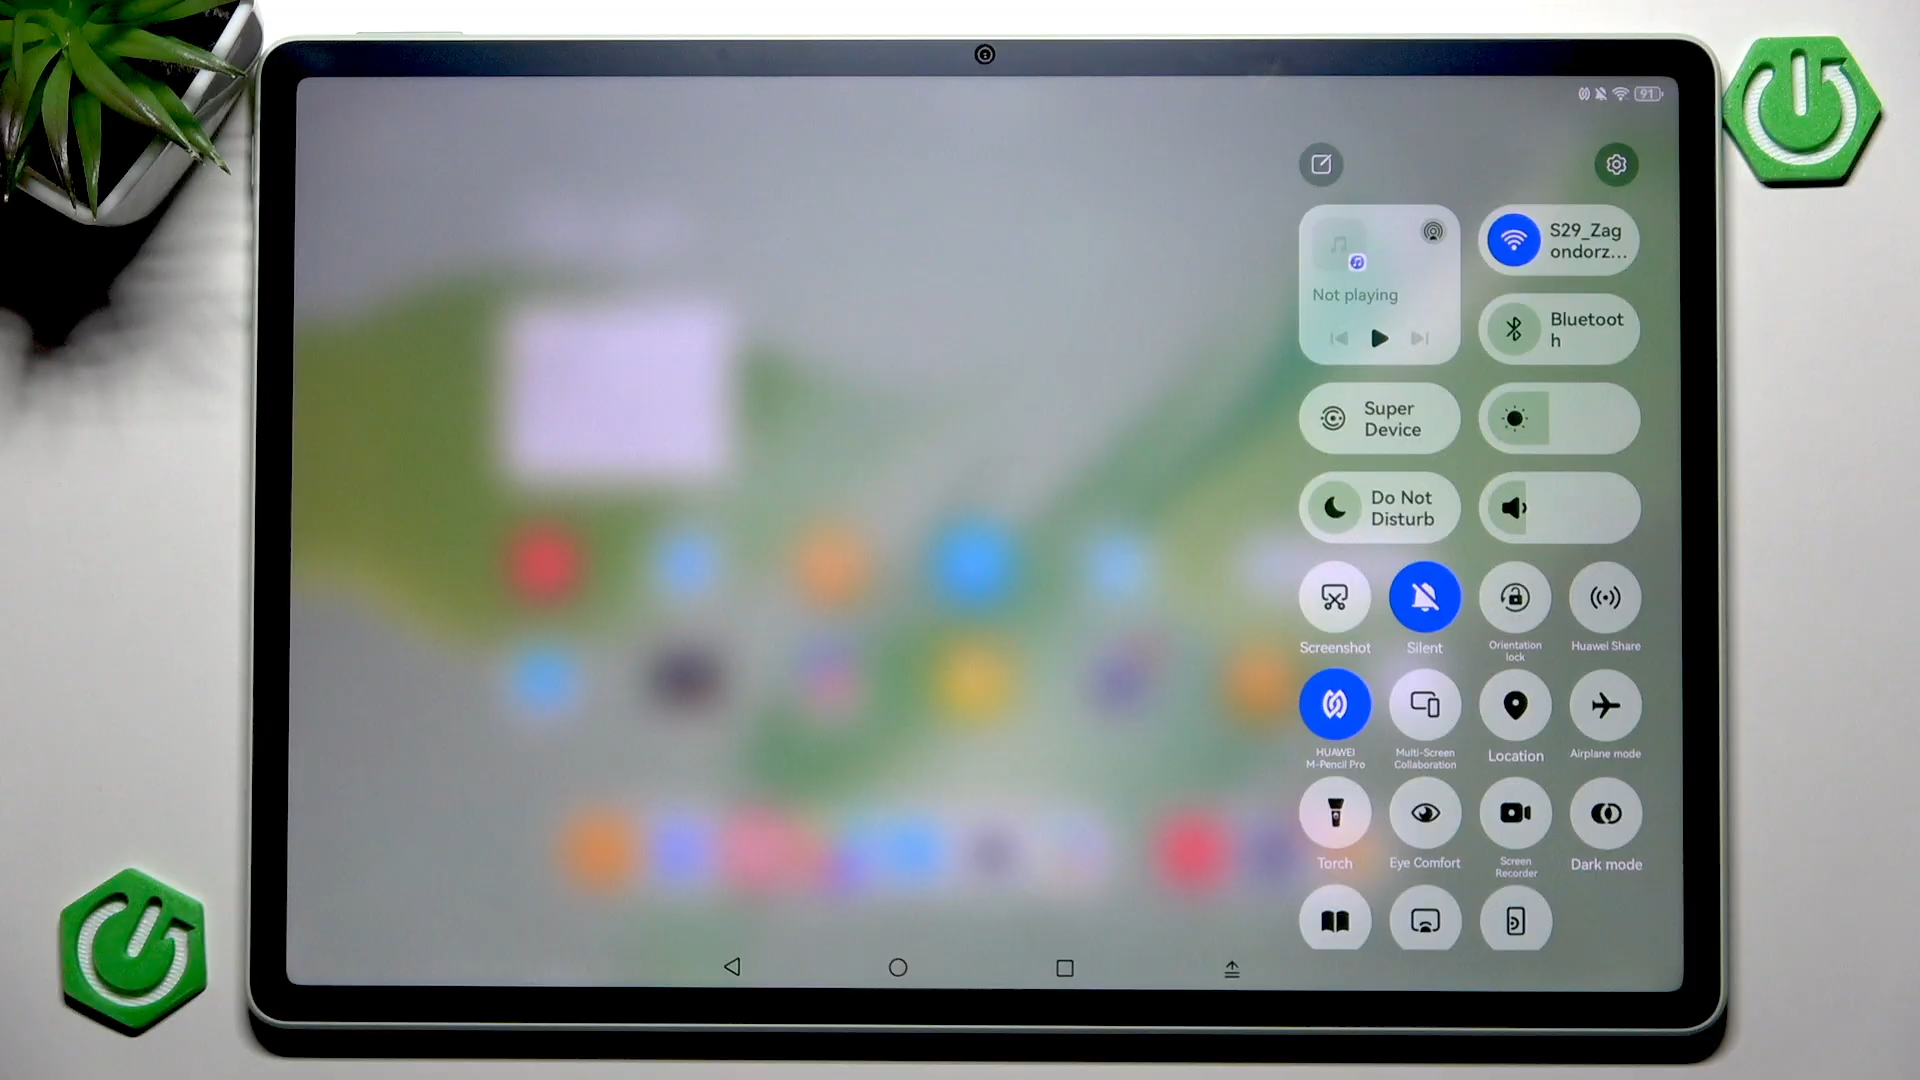 91
S29_Zag
ondorz...
Not playing
Bluetoot
h
Super
Device
Do Not
Disturb
Screenshot
Silent
Orientation
lock
Huawei Share
HUAWEI
M-Pencil Pro
Multi-Screen
Collaboration
Location
Airplane mode
Torch
Eye Comfort
Screen
Recorder
Dark mode